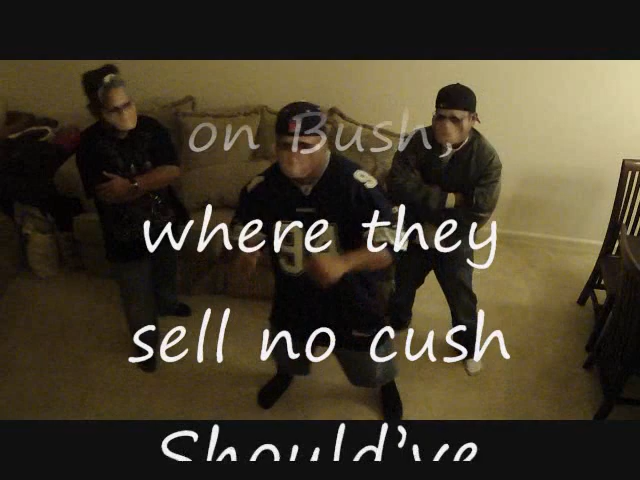 on Bush,
where they
sell no cush
Should've